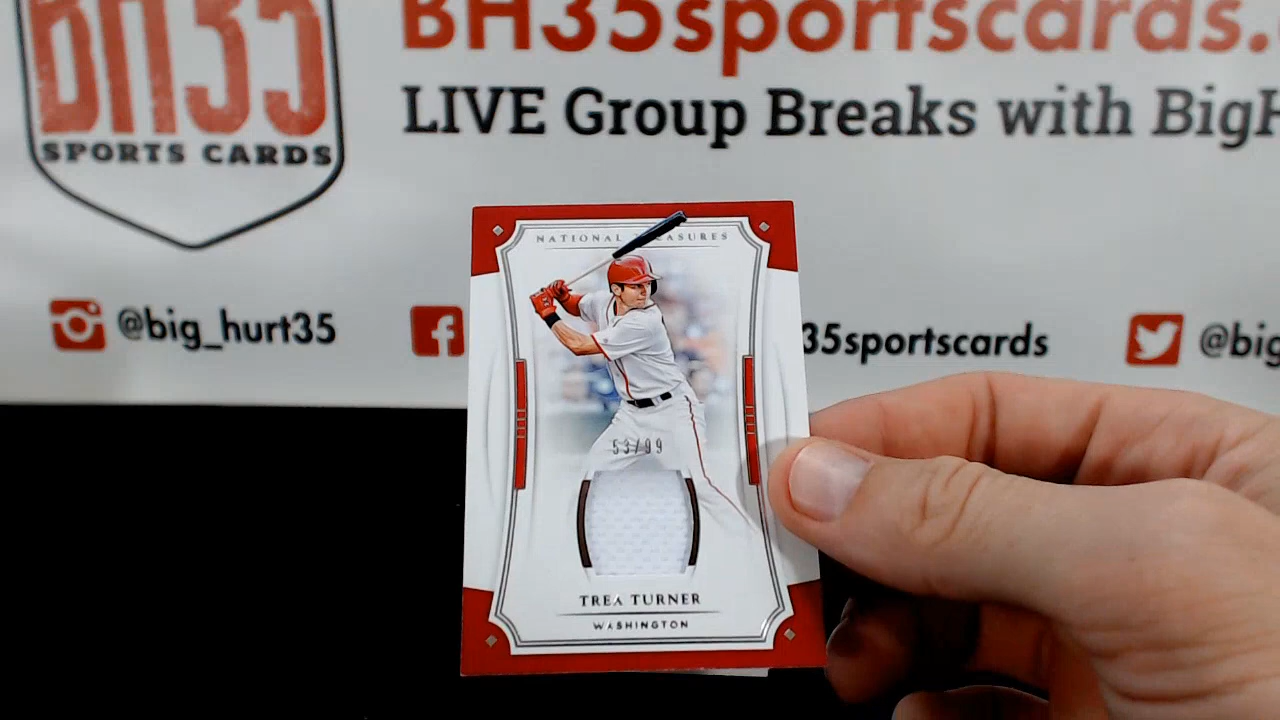 BH35
SPORTS CARDS
BH35sportscards.
LIVE Group Breaks with BigH
@big_hurt35
35sportscards
@big
NATIONAL TREASURES
53/99
TREA TURNER
WASHINGTON